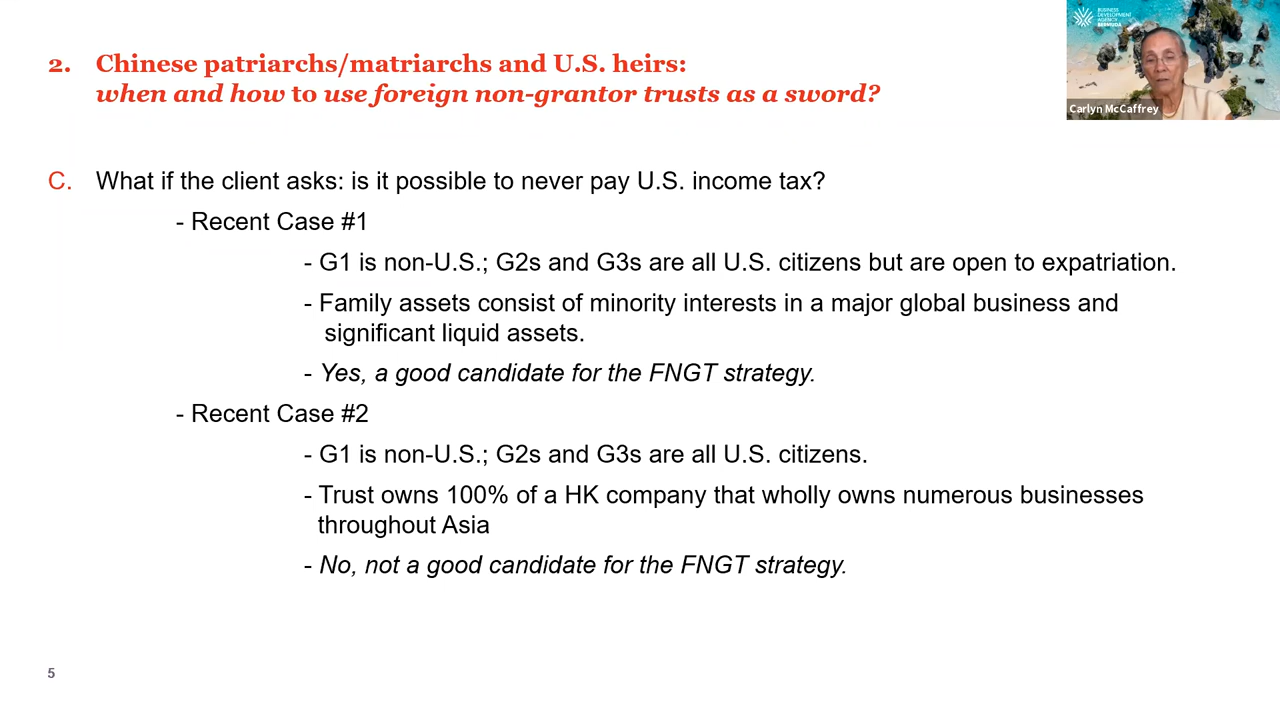 2. Chinese patriarchs/matriarchs and U.S. heirs:
when and how to use foreign non-grantor trusts as a sword?
BUSINESS
DEVELOPMENT
AGENCY
BERMUDA
Carlyn McCaffrey
C. What if the client asks: is it possible to never pay U.S. income tax?
- Recent Case #1
- G1 is non-U.S.; G2s and G3s are all U.S. citizens but are open to expatriation.
- Family assets consist of minority interests in a major global business and
significant liquid assets.
- Yes, a good candidate for the FNGT strategy.
- Recent Case #2
- G1 is non-U.S.; G2s and G3s are all U.S. citizens.
- Trust owns 100% of a HK company that wholly owns numerous businesses
throughout Asia
- No, not a good candidate for the FNGT strategy.
5